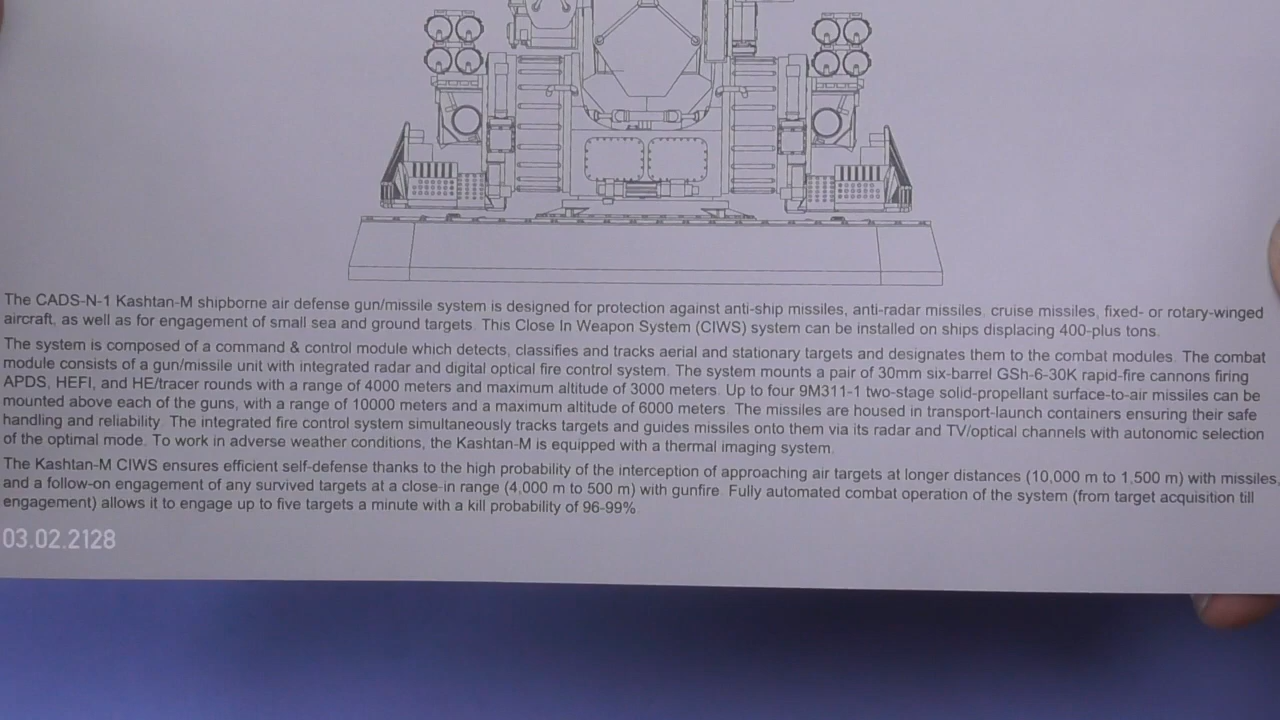 The CADS-N-1 Kashtan-M shipborne air defense gun/missile system is designed for protection against anti-ship missiles, anti-radar missiles, cruise missiles, fixed- or rotary-winged
aircraft, as well as for engagement of small sea and ground targets. This Close In Weapon System (CIWS) system can be installed on ships displacing 400-plus tons.
The system is composed of a command & control module which detects, classifies and tracks aerial and stationary targets and designates them to the combat modules. The combat
module consists of a gun/missile unit with integrated radar and digital optical fire control system. The system mounts a pair of 30mm six-barrel GSh-6-30K rapid-fire cannons firing
APDS, HEFI, and HE/tracer rounds with a range of 4000 meters and maximum altitude of 3000 meters. Up to four 9M311-1 two-stage solid-propellant surface-to-air missiles can be
mounted above each of the guns, with a range of 10000 meters and a maximum altitude of 6000 meters. The missiles are housed in transport-launch containers ensuring their safe
handling and reliability. The integrated fire control system simultaneously tracks targets and guides missiles onto them via its radar and TV/optical channels with autonomic selection
of the optimal mode. To work in adverse weather conditions, the Kashtan-M is equipped with a thermal imaging system.
The Kashtan-M CIWS ensures efficient self-defense thanks to the high probability of the interception of approaching air targets at longer distances (10,000 m to 1,500 m) with missiles,
and a follow-on engagement of any survived targets at a close-in range (4,000 m to 500 m) with gunfire. Fully automated combat operation of the system (from target acquisition till
engagement) allows it to engage up to five targets a minute with a kill probability of 96-99%.
03.02.2128